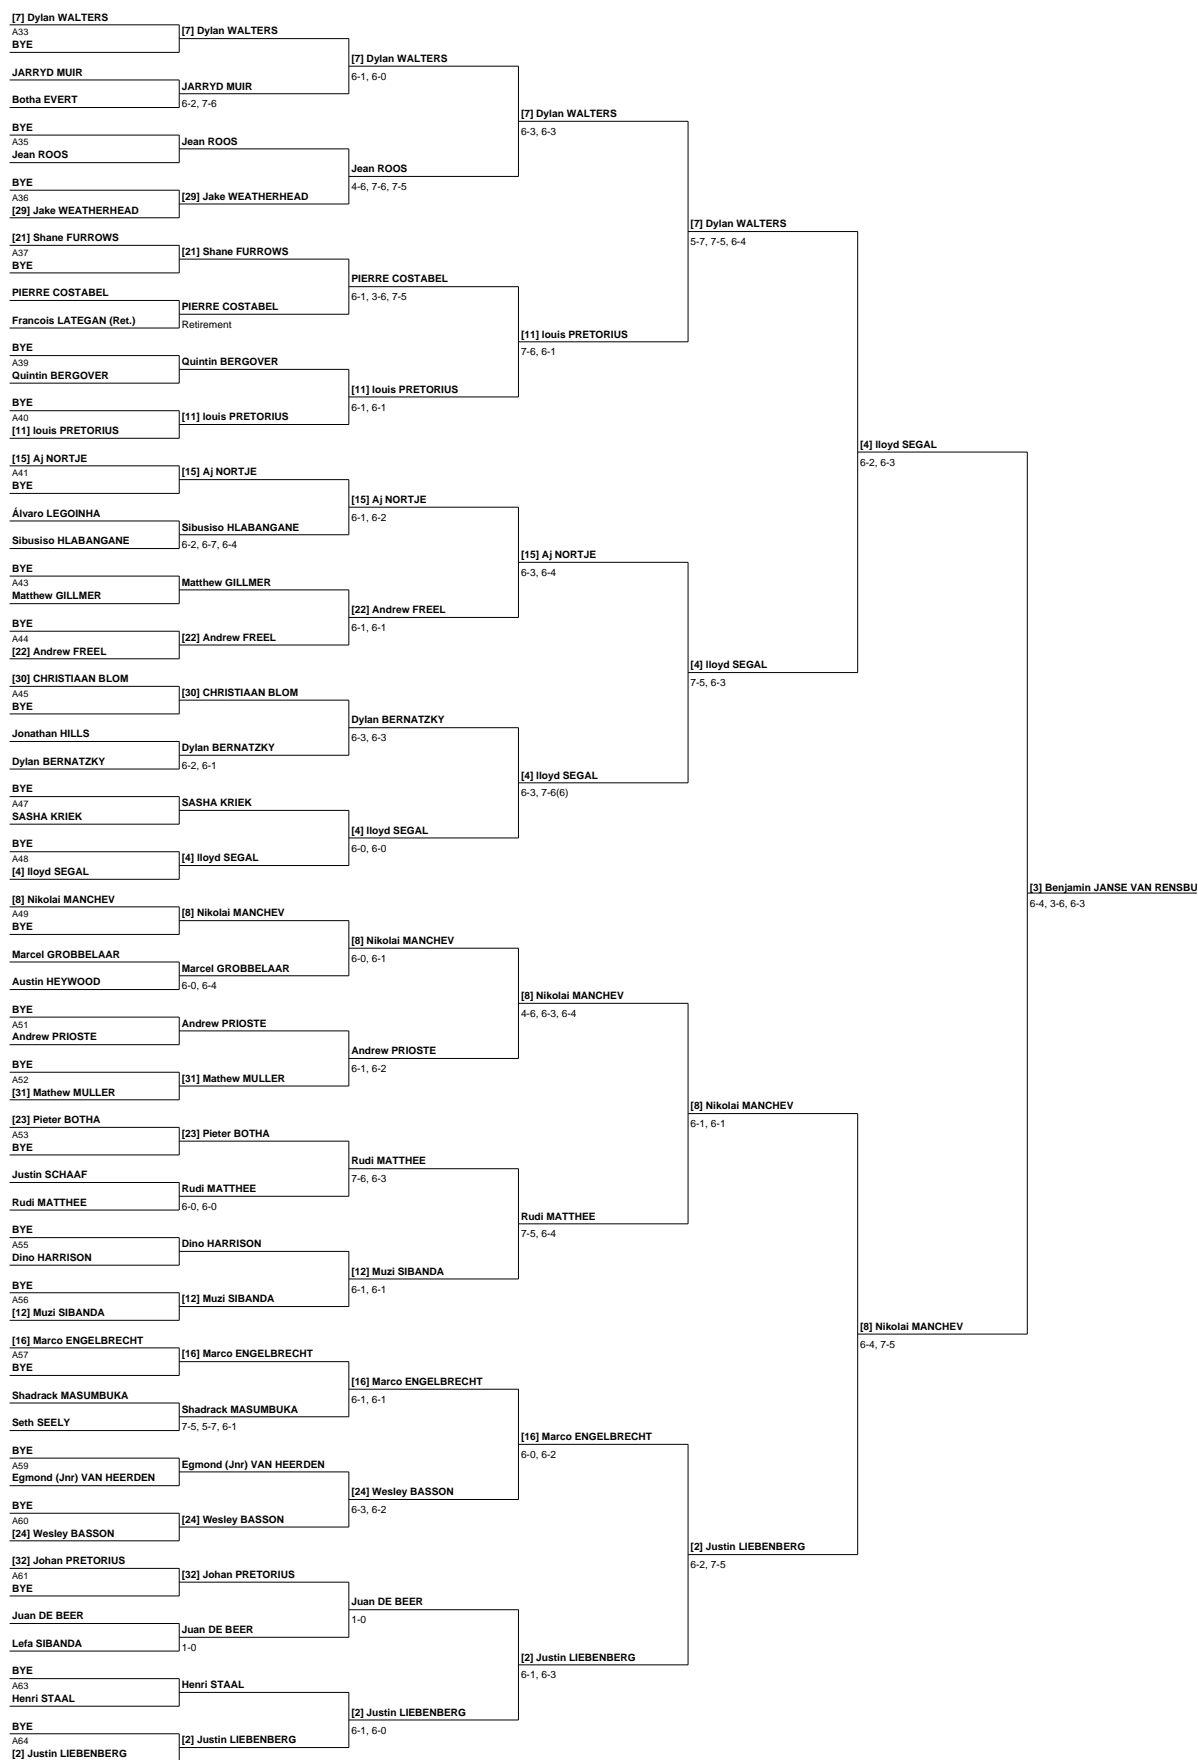 [7] Dylan WALTERS
A33
BYE
JARRYD MUIR
Botha EVERT
BYE
A35
Jean ROOS
BYE
A36
[29] Jake WEATHERHEAD
[21] Shane FURROWS
A37
BYE
PIERRE COSTABEL
Francois LATEGAN (Ret.)
BYE
A39
Quintin BERGOVER
BYE
A40
[11] louis PRETORIUS
[15] Aj NORTJE
A41
BYE
Álvaro LEGOINHA
Sibusiso HLABANGANE
BYE
A43
Matthew GILLMER
BYE
A44
[22] Andrew FREEL
[30] CHRISTIAAN BLOM
A45
BYE
Jonathan HILLS
Dylan BERNATZKY
BYE
A47
SASHA KRIEK
BYE
A48
[4] lloyd SEGAL
[8] Nikolai MANCHEV
A49
BYE
Marcel GROBBELAAR
Austin HEYWOOD
BYE
A51
Andrew PRIOSTE
BYE
A52
[31] Mathew MULLER
[23] Pieter BOTHA
A53
BYE
Justin SCHAAF
Rudi MATTHEE
BYE
A55
Dino HARRISON
BYE
A56
[12] Muzi SIBANDA
[16] Marco ENGELBRECHT
A57
BYE
Shadrack MASUMBUKA
Seth SEELY
BYE
A59
Egmond (Jnr) VAN HEERDEN
BYE
A60
[24] Wesley BASSON
[32] Johan PRETORIUS
A61
BYE
Juan DE BEER
Lefa SIBANDA
BYE
A63
Henri STAAL
BYE
A64
[2] Justin LIEBENBERG
[7] Dylan WALTERS
JARRYD MUIR
6-2, 7-6
Jean ROOS
[29] Jake WEATHERHEAD
[21] Shane FURROWS
PIERRE COSTABEL
Retirement
Quintin BERGOVER
[11] louis PRETORIUS
[15] Aj NORTJE
Sibusiso HLABANGANE
6-2, 6-7, 6-4
Matthew GILLMER
[22] Andrew FREEL
[30] CHRISTIAAN BLOM
Dylan BERNATZKY
6-2, 6-1
SASHA KRIEK
[4] lloyd SEGAL
[8] Nikolai MANCHEV
Marcel GROBBELAAR
6-0, 6-4
Andrew PRIOSTE
[31] Mathew MULLER
[23] Pieter BOTHA
Rudi MATTHEE
6-0, 6-0
Dino HARRISON
[12] Muzi SIBANDA
[16] Marco ENGELBRECHT
Shadrack MASUMBUKA
7-5, 5-7, 6-1
Egmond (Jnr) VAN HEERDEN
[24] Wesley BASSON
[32] Johan PRETORIUS
Juan DE BEER
1-0
Henri STAAL
[2] Justin LIEBENBERG
[7] Dylan WALTERS
6-1, 6-0
Jean ROOS
4-6, 7-6, 7-5
PIERRE COSTABEL
6-1, 3-6, 7-5
[11] louis PRETORIUS
6-1, 6-1
[15] Aj NORTJE
6-1, 6-2
[22] Andrew FREEL
6-1, 6-1
Dylan BERNATZKY
6-3, 6-3
[4] lloyd SEGAL
6-0, 6-0
[8] Nikolai MANCHEV
6-0, 6-1
Andrew PRIOSTE
6-1, 6-2
Rudi MATTHEE
7-6, 6-3
[12] Muzi SIBANDA
6-1, 6-1
[16] Marco ENGELBRECHT
6-1, 6-1
[24] Wesley BASSON
6-3, 6-2
Juan DE BEER
1-0
[2] Justin LIEBENBERG
6-1, 6-0
[7] Dylan WALTERS
6-3, 6-3
[11] louis PRETORIUS
7-6, 6-1
[15] Aj NORTJE
6-3, 6-4
[4] lloyd SEGAL
6-3, 7-6(6)
[8] Nikolai MANCHEV
4-6, 6-3, 6-4
Rudi MATTHEE
7-5, 6-4
[16] Marco ENGELBRECHT
6-0, 6-2
[2] Justin LIEBENBERG
6-1, 6-3
[7] Dylan WALTERS
5-7, 7-5, 6-4
[4] lloyd SEGAL
7-5, 6-3
[8] Nikolai MANCHEV
6-1, 6-1
[2] Justin LIEBENBERG
6-2, 7-5
[4] lloyd SEGAL
6-2, 6-3
[8] Nikolai MANCHEV
6-4, 7-5
[3] Benjamin JANSE VAN RENSBU
6-4, 3-6, 6-3